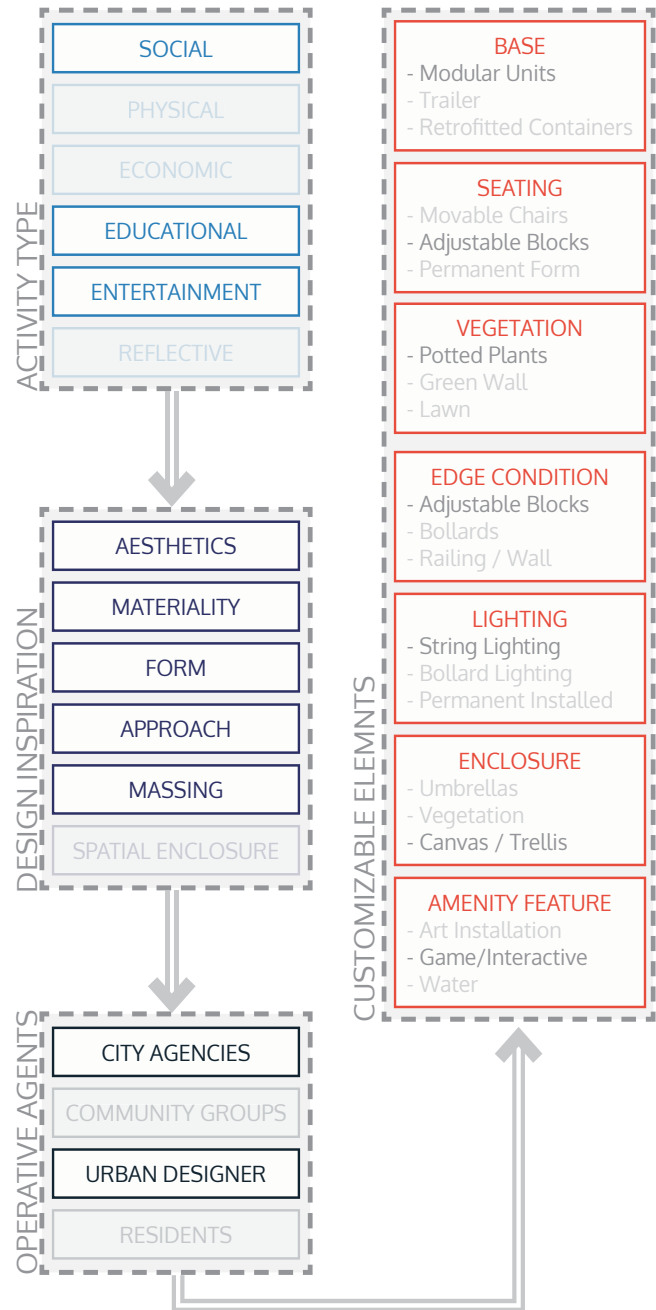 ACTIVITY TYPE
SOCIAL
PHYSICAL
ECONOMIC
EDUCATIONAL
ENTERTAINMENT
REFLECTIVE
DESIGN INSPIRATION
AESTHETICS
MATERIALITY
FORM
APPROACH
MASSING
SPATIAL ENCLOSURE
OPERATIVE AGENTS
CITY AGENCIES
COMMUNITY GROUPS
URBAN DESIGNER
RESIDENTS
CUSTOMIZABLE ELEMNTS
BASE
- Modular Units
- Trailer
- Retrofitted Containers
SEATING
- Movable Chairs
- Adjustable Blocks
- Permanent Form
VEGETATION
- Potted Plants
- Green Wall
- Lawn
EDGE CONDITION
- Adjustable Blocks
- Bollards
- Railing / Wall
LIGHTING
- String Lighting
- Bollard Lighting
- Permanent Installed
ENCLOSURE
- Umbrellas
- Vegetation
- Canvas / Trellis
AMENITY FEATURE
- Art Installation
- Game/Interactive
- Water